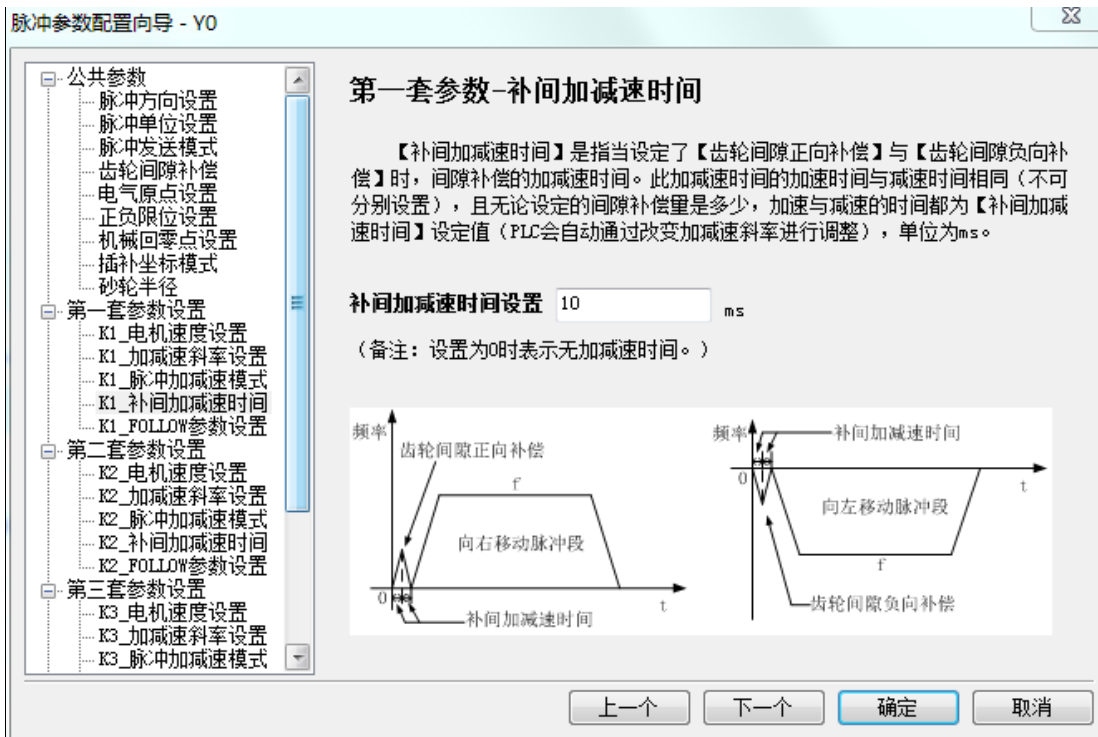 脉冲参数配置向导 - Y0
公共参数
脉冲方向设置
脉冲单位设置
脉冲发送模式
齿轮间隙补偿
电气原点设置
正负限位设置
机械回零点设置
插补坐标模式
砂轮半径
第一套参数设置
K1_电机速度设置
K1_加减速斜率设置
K1_脉冲加减速模式
K1_补间加减速时间
K1_FOLLOW参数设置
第二套参数设置
K2_电机速度设置
K2_加减速斜率设置
K2_脉冲加减速模式
K2_补间加减速时间
K2_FOLLOW参数设置
第三套参数设置
K3_电机速度设置
K3_加减速斜率设置
K3_脉冲加减速模式
第一套参数-补间加减速时间
【补间加减速时间】是指当设定了【齿轮间隙正向补偿】与【齿轮间隙负向补
偿】时，间隙补偿的加减速时间。此加减速时间的加速时间与减速时间相同（不可
分别设置），且无论设定的间隙补偿量是多少，加速与减速的时间都为【补间加减
速时间】设定值（PLC会自动通过改变加减速斜率进行调整），单位为ms。
补间加减速时间设置 10 ms
（备注：设置为0时表示无加减速时间。）
频率
齿轮间隙正向补偿
f
向右移动脉冲段
0
t
补间加减速时间
频率
补间加减速时间
0
t
向左移动脉冲段
f
齿轮间隙负向补偿
上一个 下一个 确定 取消